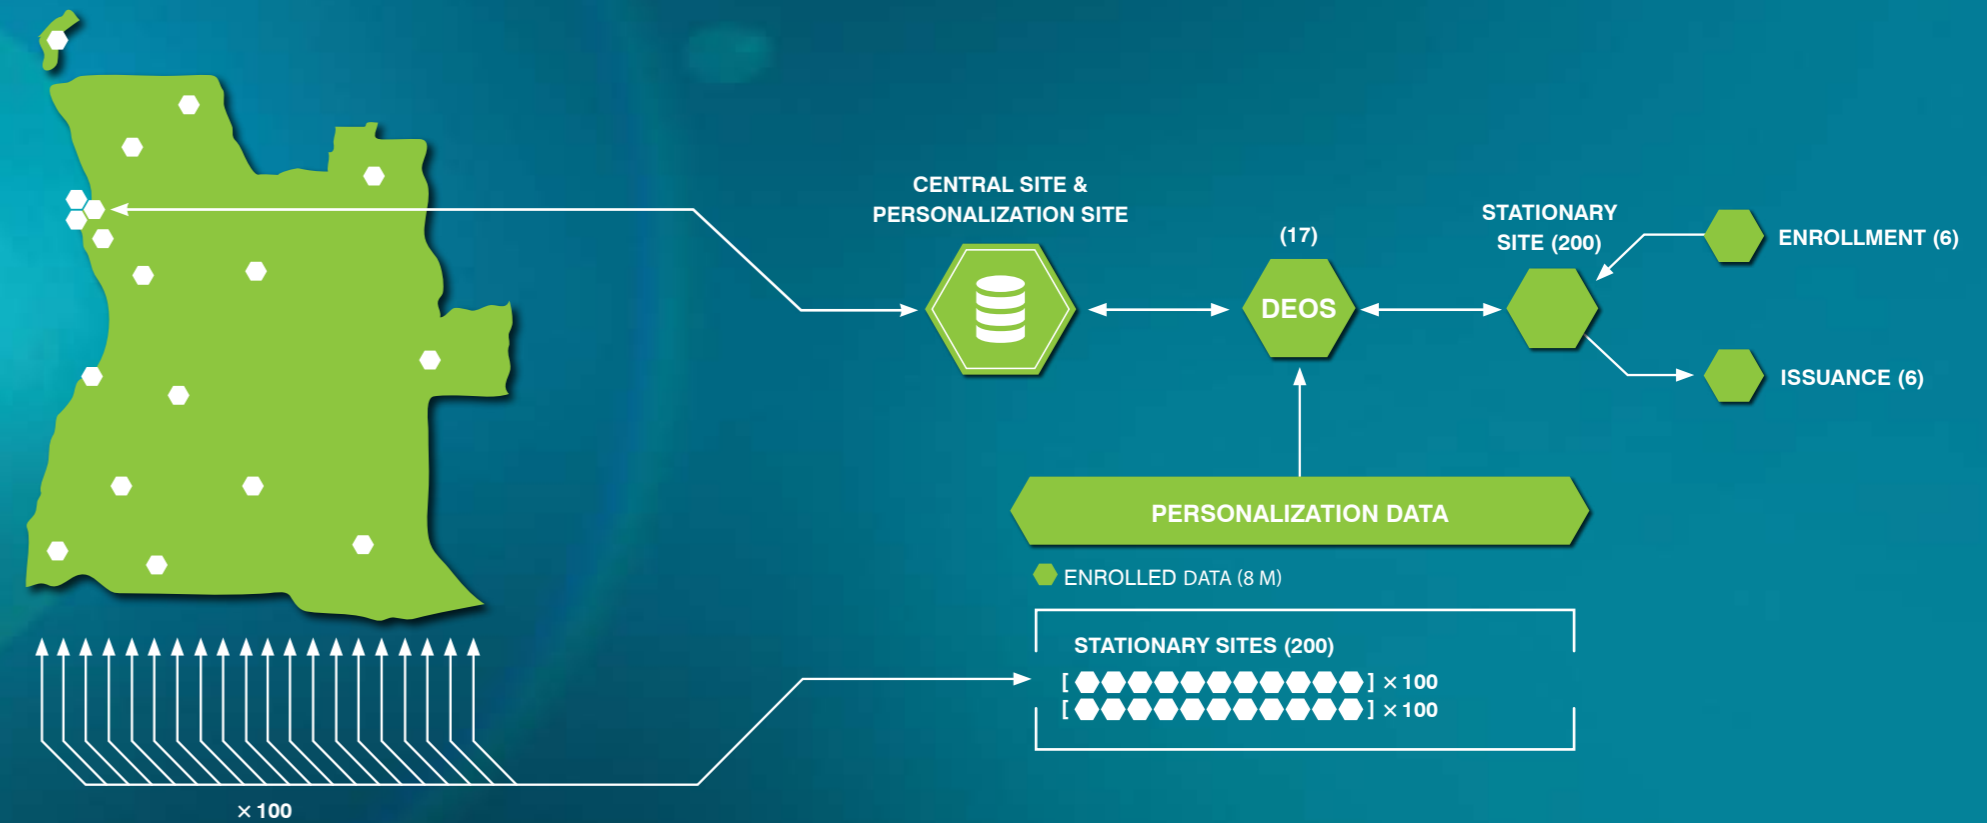 CENTRAL SITE &
PERSONALIZATION SITE
(17)
DEOS
STATIONARY
SITE (200)
ENROLLMENT (6)
ISSUANCE (6)
PERSONALIZATION DATA
ENROLLED DATA (8 M)
STATIONARY SITES (200)
[ ] × 100
[ ] × 100
× 100